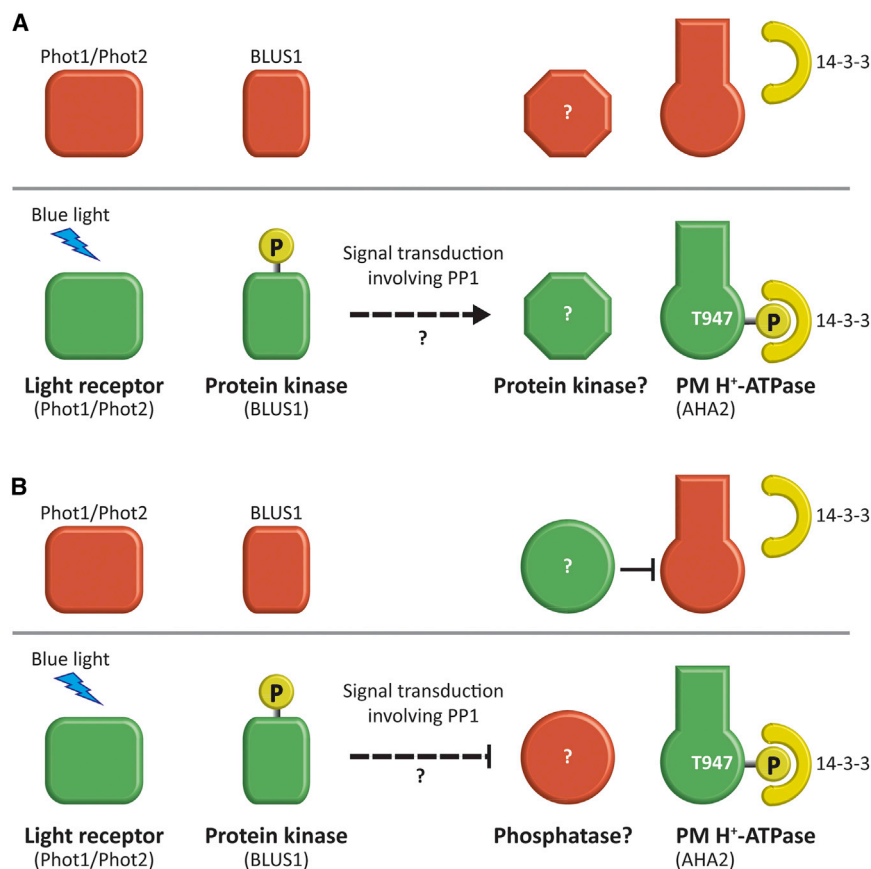 A
Phot1/Phot2
BLUS1
14-3-3
?
Blue light
P
Signal transduction
involving PP1
?
?
T947
P
14-3-3
Light receptor
(Phot1/Phot2)
Protein kinase
(BLUS1)
Protein kinase?
PM H⁺-ATPase
(AHA2)
B
Phot1/Phot2
BLUS1
14-3-3
?
Blue light
P
Signal transduction
involving PP1
?
?
T947
P
14-3-3
Light receptor
(Phot1/Phot2)
Protein kinase
(BLUS1)
Phosphatase?
PM H⁺-ATPase
(AHA2)